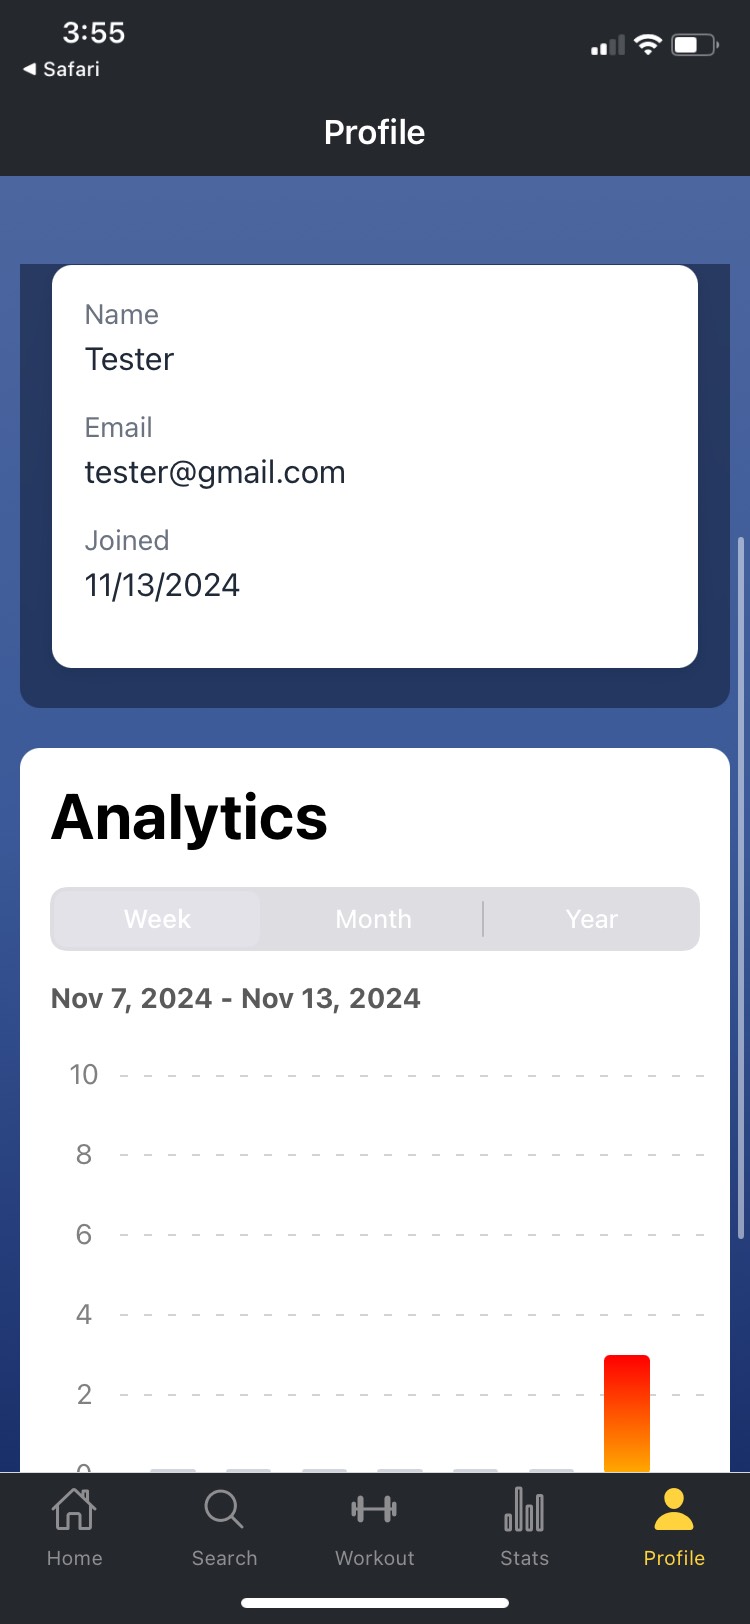 3:55
◀ Safari
Profile
Name
Tester
Email
tester@gmail.com
Joined
11/13/2024
Analytics
Week Month Year
Nov 7, 2024 - Nov 13, 2024
10
8
6
4
2
0
Home Search Workout Stats Profile